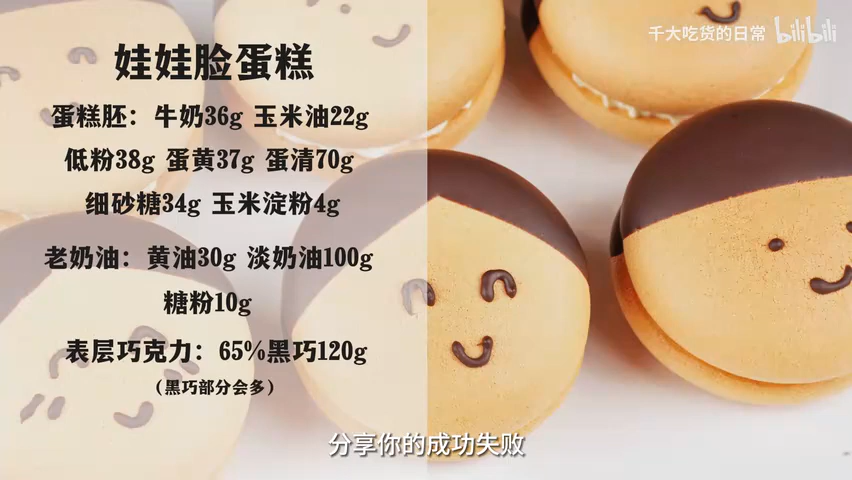 千大吃货的日常 bilibili
娃娃脸蛋糕
蛋糕胚：牛奶36g 玉米油22g
低粉38g 蛋黄37g 蛋清70g
细砂糖34g 玉米淀粉4g
老奶油：黄油30g 淡奶油100g
糖粉10g
表层巧克力：65%黑巧120g
（黑巧部分会多）
分享你的成功失败